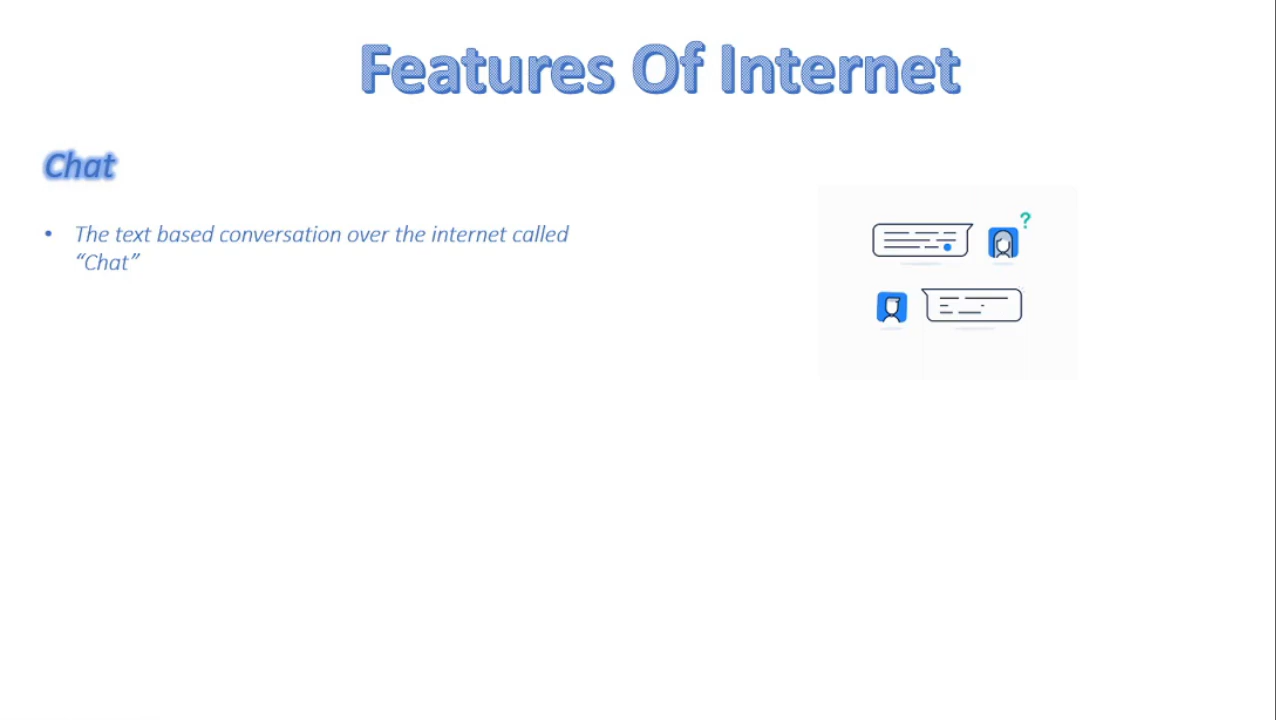 Features Of Internet
Chat
• The text based conversation over the internet called
“Chat”
?